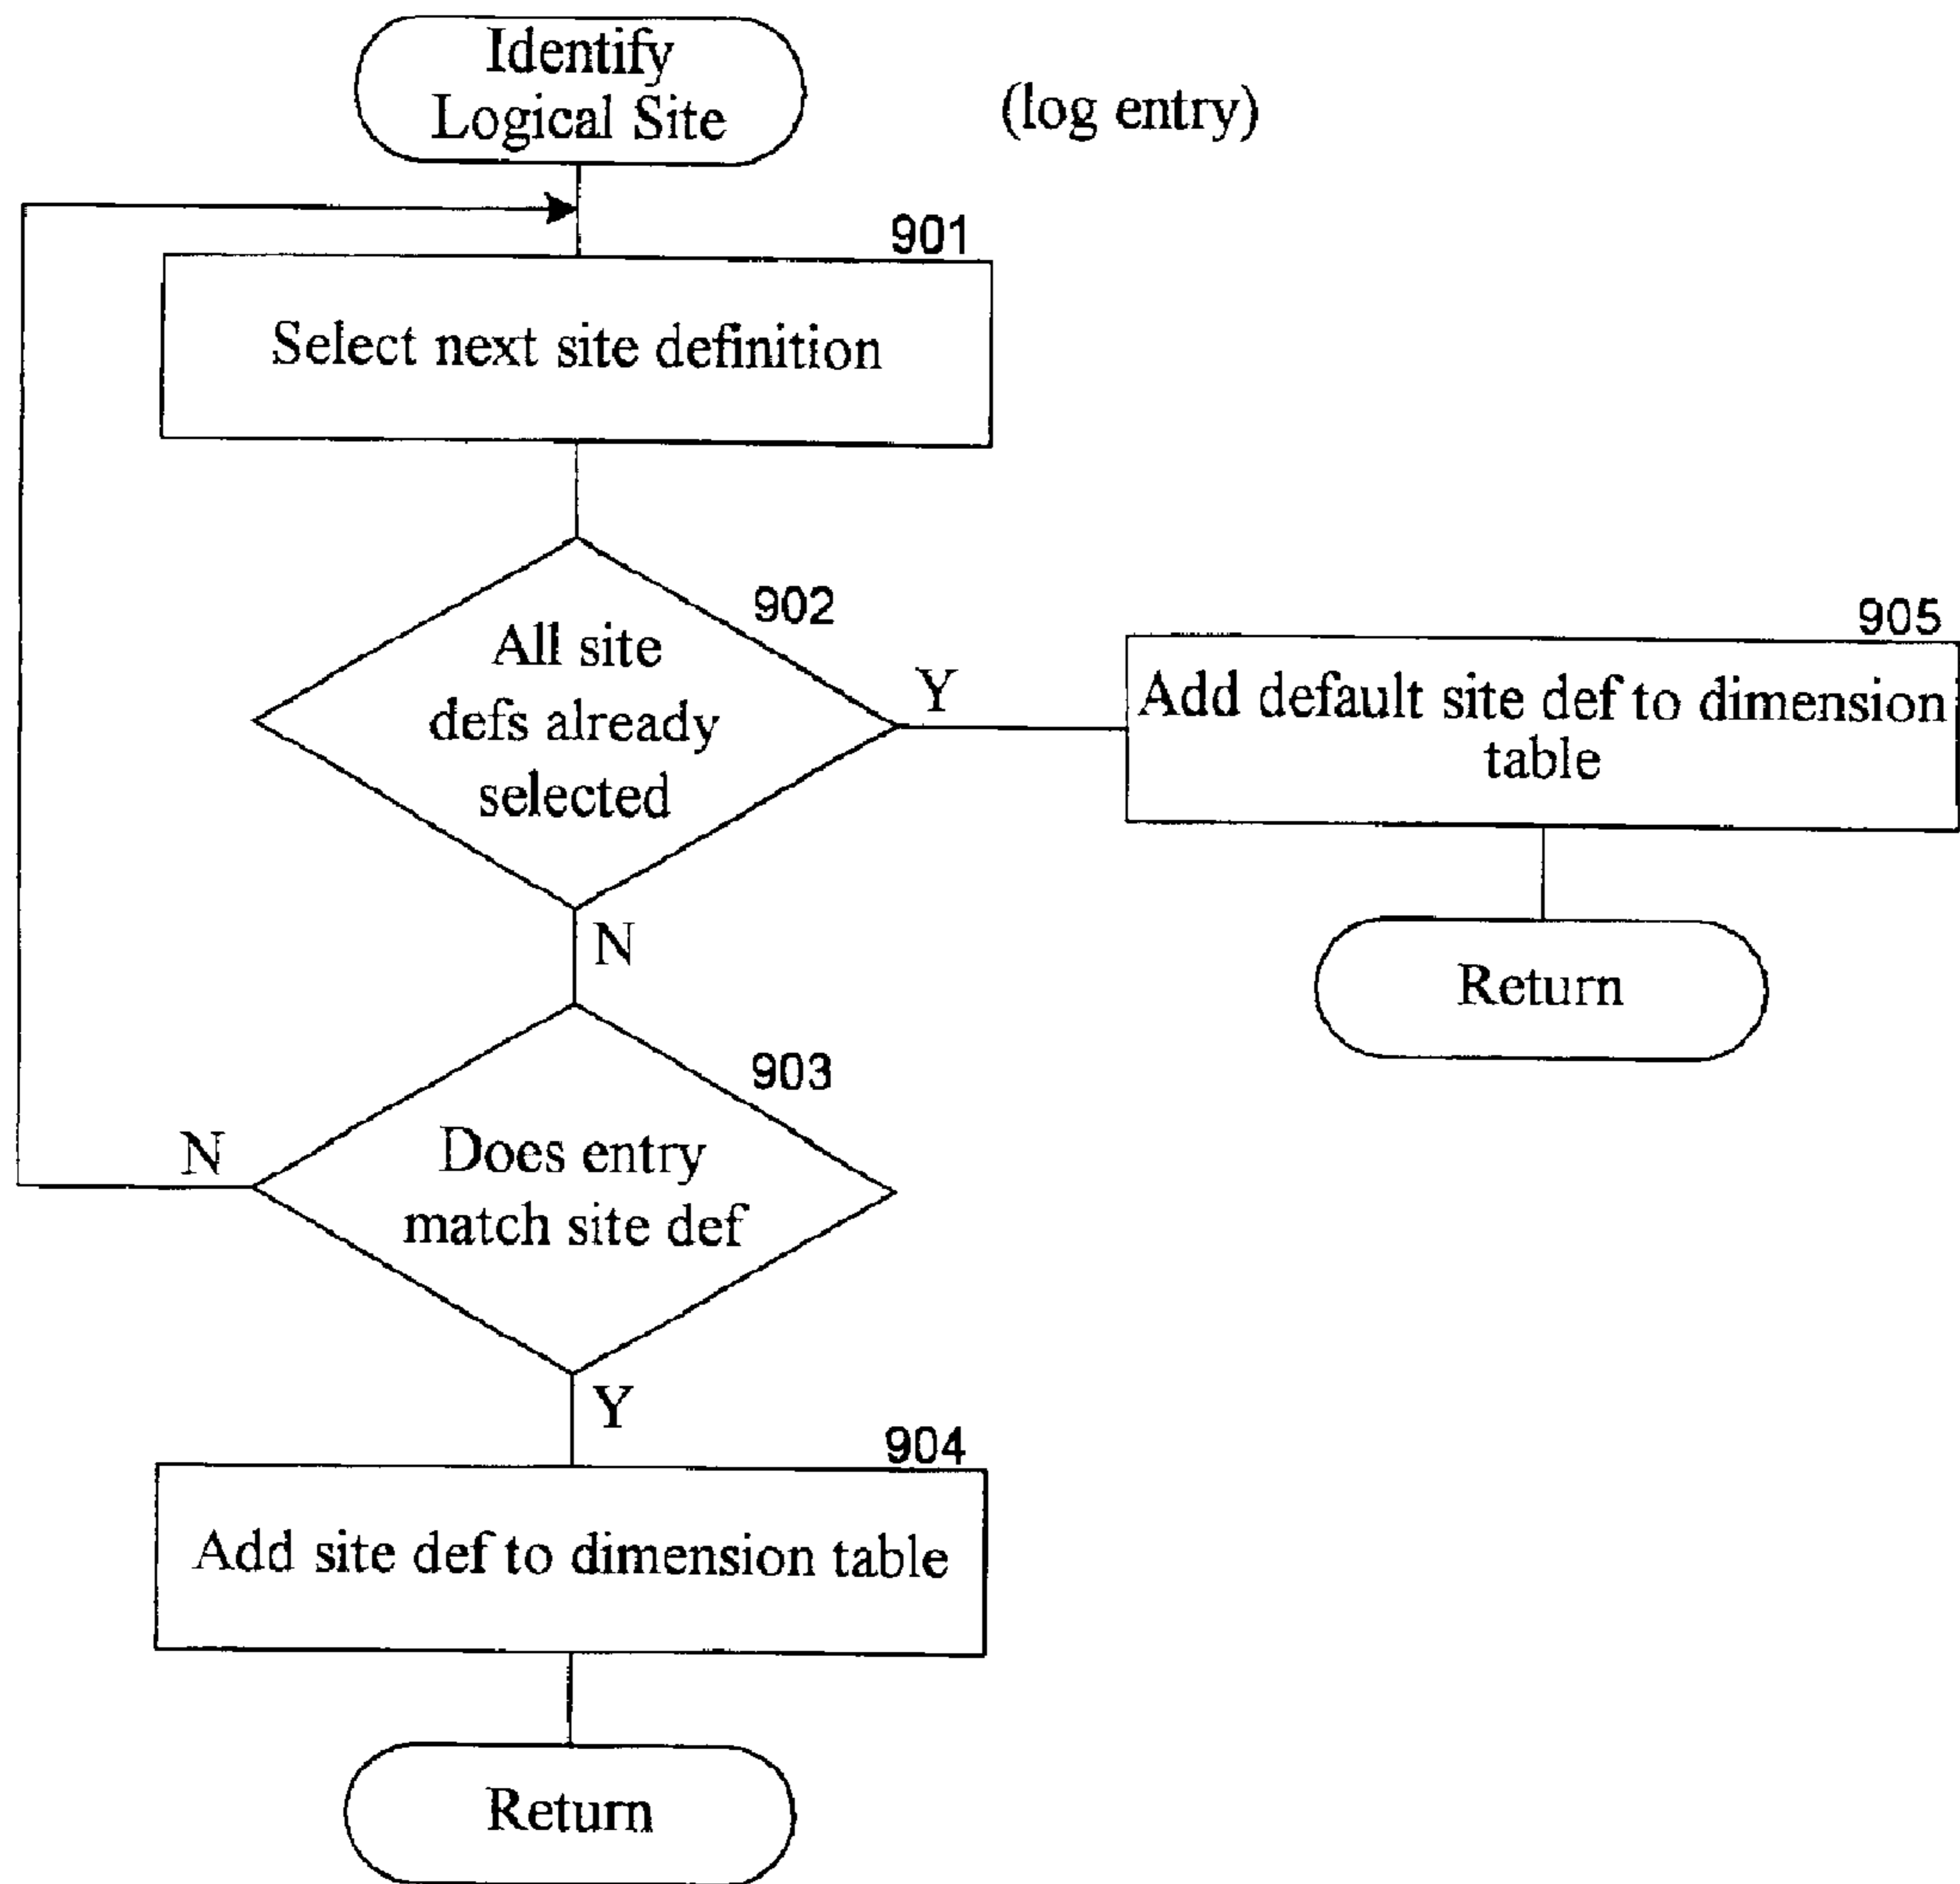 Identify
Logical Site
(log entry)
901
Select next site definition
902
All site
defs already
selected
Y
905
Add default site def to dimension
table
N
Return
903
Does entry
match site def
N
Y
904
Add site def to dimension table
Return